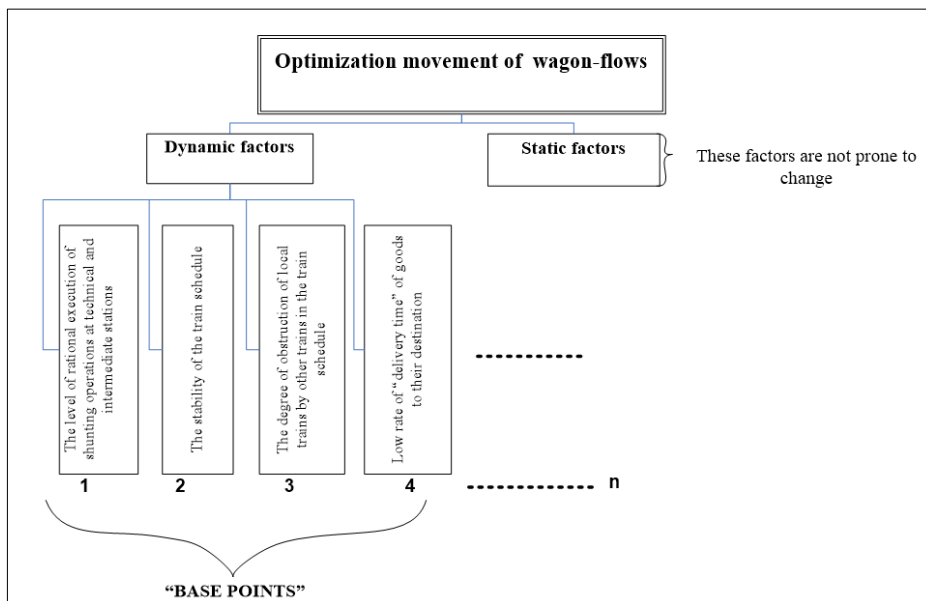 Optimization movement of wagon-flows
Dynamic factors
Static factors
These factors are not prone to
change
The level of rational execution of
shunting operations at technical and
intermediate stations
The stability of the train schedule
The degree of obstruction of local
trains by other trains in the train
schedule
Low rate of “delivery time” of goods
to their destination
1
2
3
4
n
“BASE POINTS”